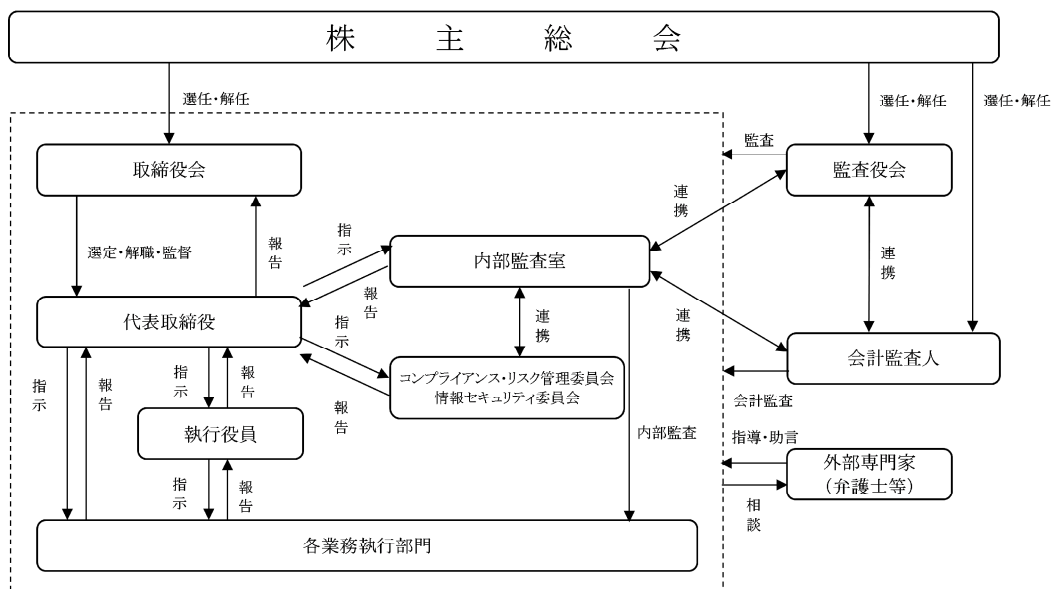 株主総会
選任・解任
選任・解任
選任・解任
取締役会
監査
監査役会
連携
選定・解職・監督
報告
指示
報告
内部監査室
連携
代表取締役
指示
報告
連携
連携
会計監査人
コンプライアンス・リスク管理委員会
情報セキュリティ委員会
会計監査
指示
報告
指示
報告
執行役員
内部監査
指導・助言
外部専門家
（弁護士等）
相談
指示
報告
各業務執行部門